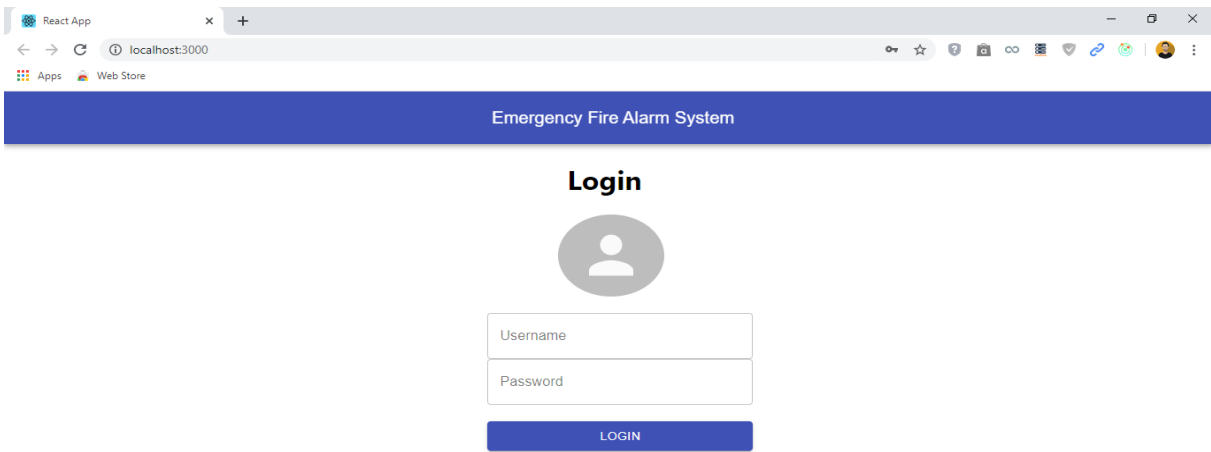 React App
localhost:3000
Apps Web Store
Emergency Fire Alarm System
Login
Username
Password
LOGIN